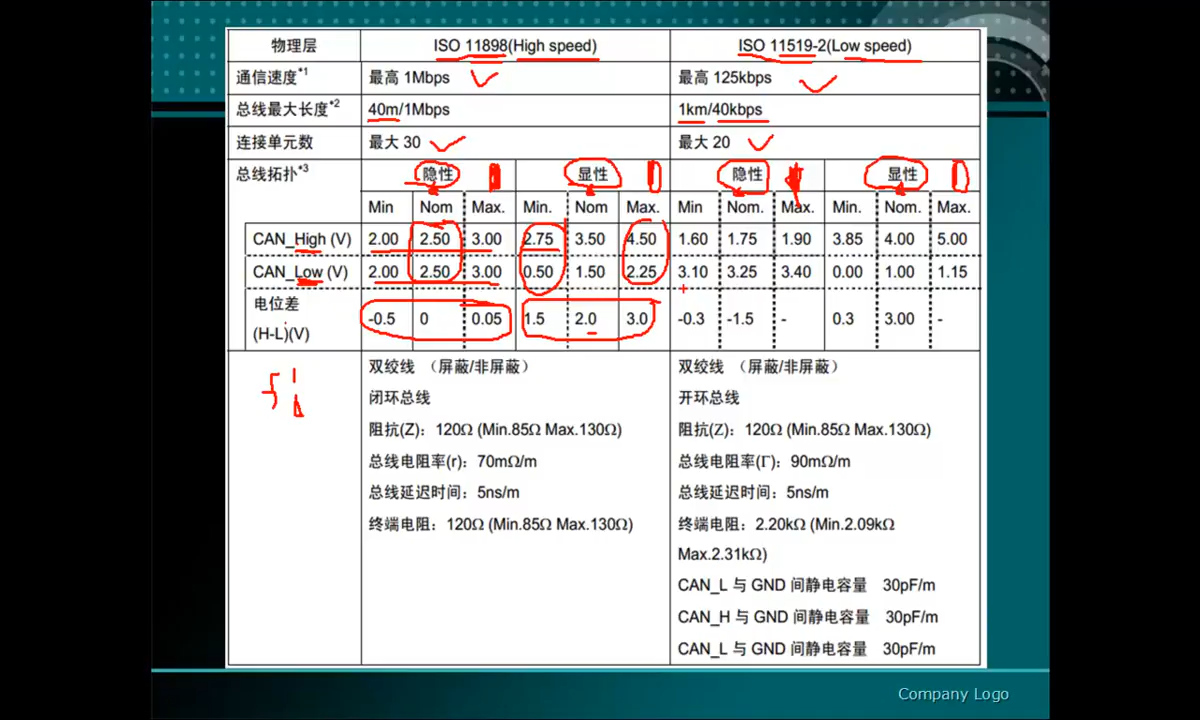 物理层 ISO 11898(High speed) ISO 11519-2(Low speed)
通信速度*1 最高 1Mbps 最高 125kbps
总线最大长度*2 40m/1Mbps 1km/40kbps
连接单元数 最大 30 最大 20
总线拓扑*3 隐性 显性 隐性 显性
Min Nom Max. Min. Nom Max. Min Nom. Max. Min. Nom. Max.
CAN_High (V) 2.00 2.50 3.00 2.75 3.50 4.50 1.60 1.75 1.90 3.85 4.00 5.00
CAN_Low (V) 2.00 2.50 3.00 0.50 1.50 2.25 3.10 3.25 3.40 0.00 1.00 1.15
电位差
(H-L)(V) -0.5 0 0.05 1.5 2.0 3.0 -0.3 -1.5 - 0.3 3.00 -
双绞线 （屏蔽/非屏蔽）
闭环总线
阻抗(Z)：120Ω (Min.85Ω Max.130Ω)
总线电阻率(r)：70mΩ/m
总线延迟时间：5ns/m
终端电阻：120Ω (Min.85Ω Max.130Ω)
双绞线 （屏蔽/非屏蔽）
开环总线
阻抗(Z)：120Ω (Min.85Ω Max.130Ω)
总线电阻率(Γ)：90mΩ/m
总线延迟时间：5ns/m
终端电阻：2.20kΩ (Min.2.09kΩ
Max.2.31kΩ)
CAN_L 与 GND 间静电容量 30pF/m
CAN_H 与 GND 间静电容量 30pF/m
CAN_L 与 GND 间静电容量 30pF/m
Company Logo